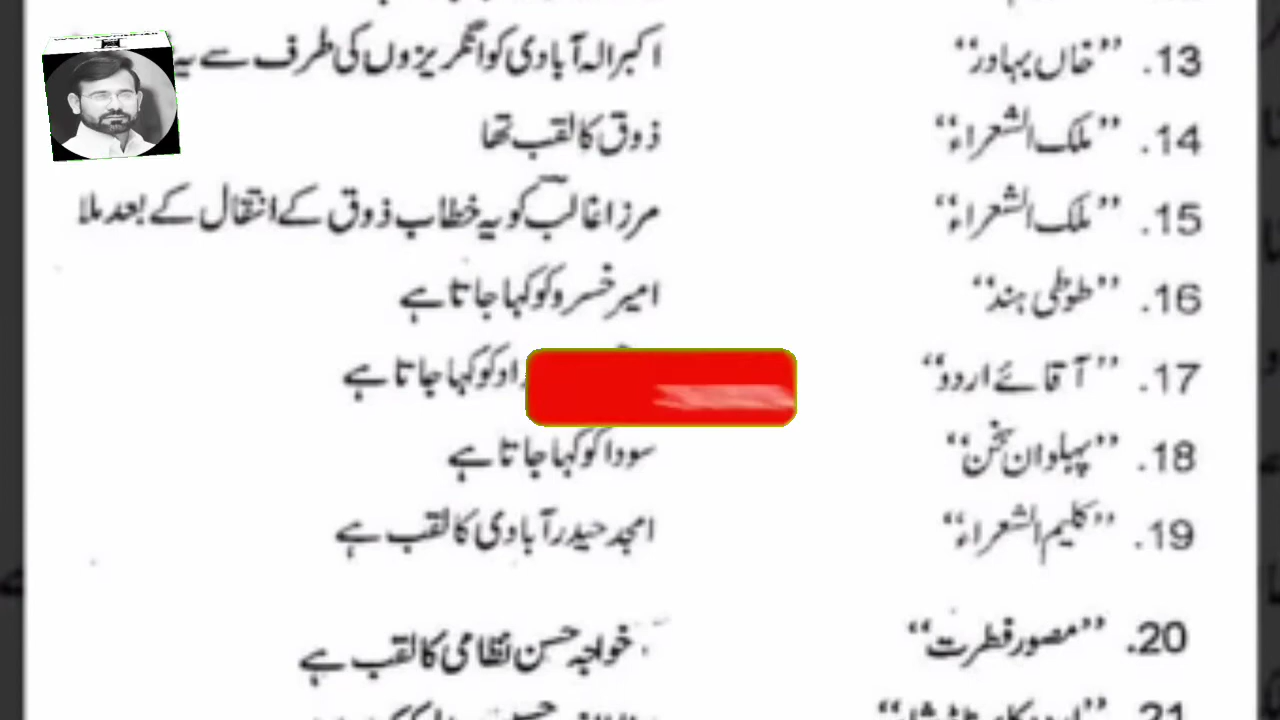 13. ”خاں بہادر“ اکبر الہ آبادی کو انگریزوں کی طرف سے یہ
14. ”ملک الشعراء“ ذوق کا لقب تھا
15. ”ملک الشعراء“ مرزا غالبؔ کو یہ خطاب ذوق کے انتقال کے بعد ملا
16. ”طوطیٔ ہند“ امیر خسرو کو کہا جاتا ہے
17. ”آقائے اردو“ کو کہا جاتا ہے
18. ”پہلوان سخن“ سودا کو کہا جاتا ہے
19. ”کلیم الشعراء“ امجد حیدر آبادی کا لقب ہے
20. ”مصور فطرت“ خواجہ حسن نظامی کا لقب ہے
21.